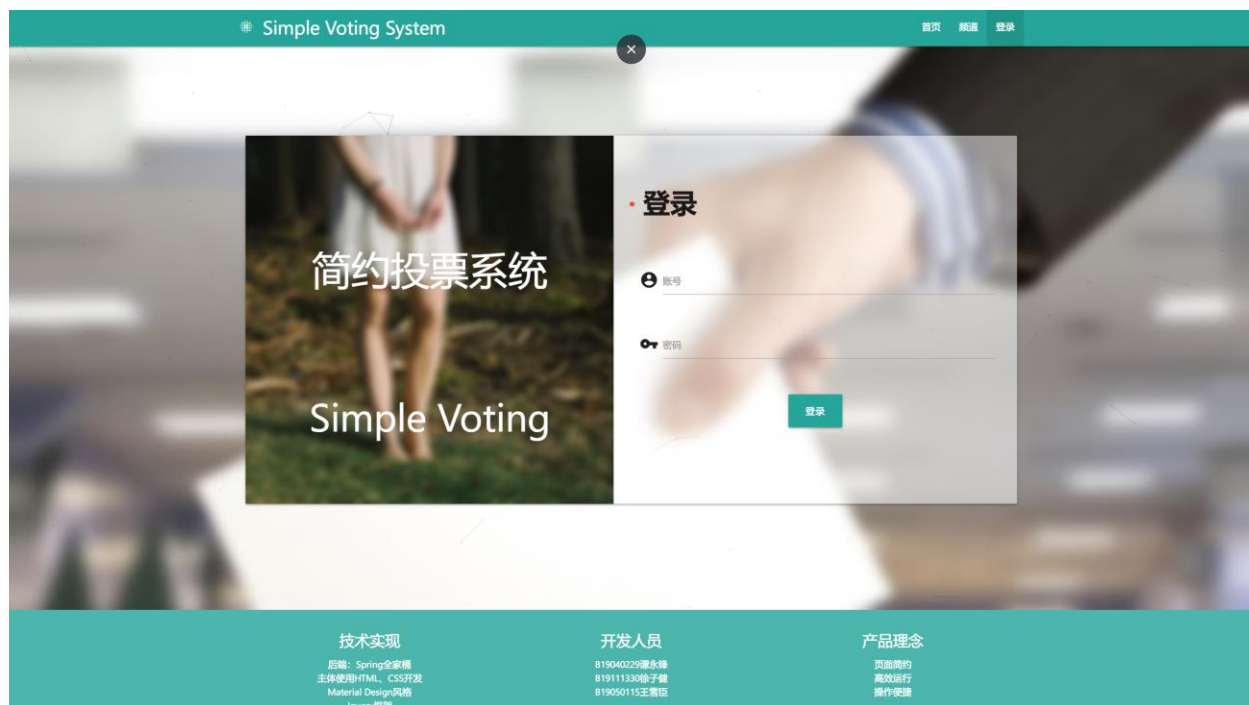 Simple Voting System
首页 频道 登录
简约投票系统
Simple Voting
登录
账号
密码
登录
技术实现
后端：Spring全家桶
主体使用HTML、CSS开发
Material Design风格
开发人员
B19040229谭永锋
B19111330徐子健
B19050115王雪臣
产品理念
页面简约
高效运行
操作便捷